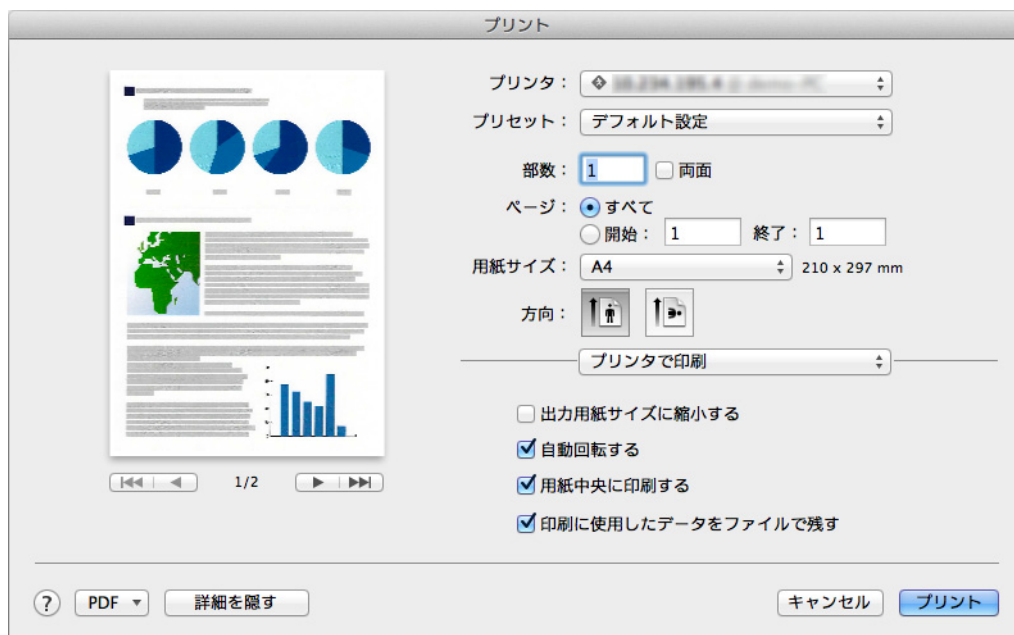 プリント
プリンタ：
プリセット： デフォルト設定
部数： 1 両面
ページ： すべて
開始： 1 終了： 1
用紙サイズ： A4 210 x 297 mm
方向：
プリンタで印刷
出力用紙サイズに縮小する
自動回転する
用紙中央に印刷する
印刷に使用したデータをファイルで残す
1/2
? PDF 詳細を隠す キャンセル プリント